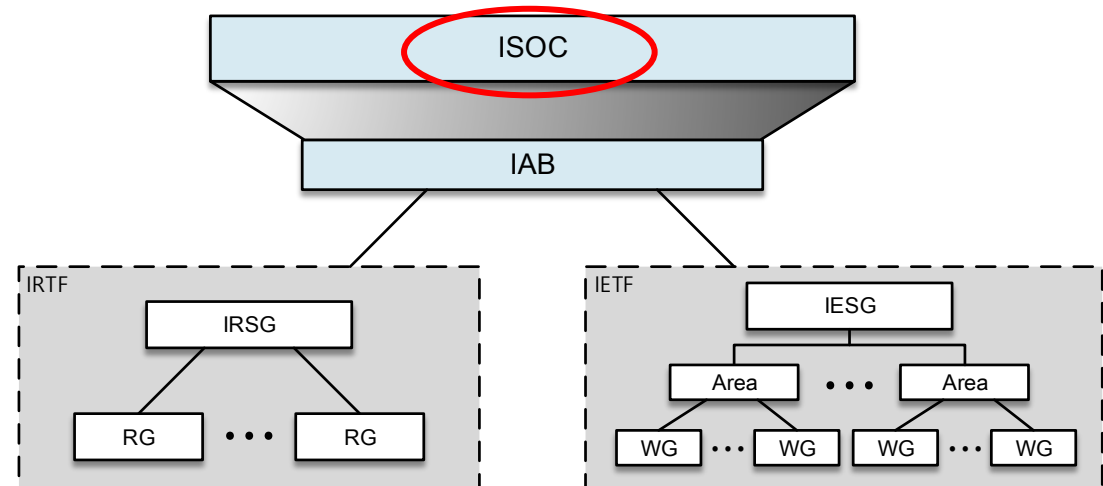 ISOC
IAB
IRTF
IRSG
RG ••• RG
IETF
IESG
Area ••• Area
WG ••• WG WG ••• WG